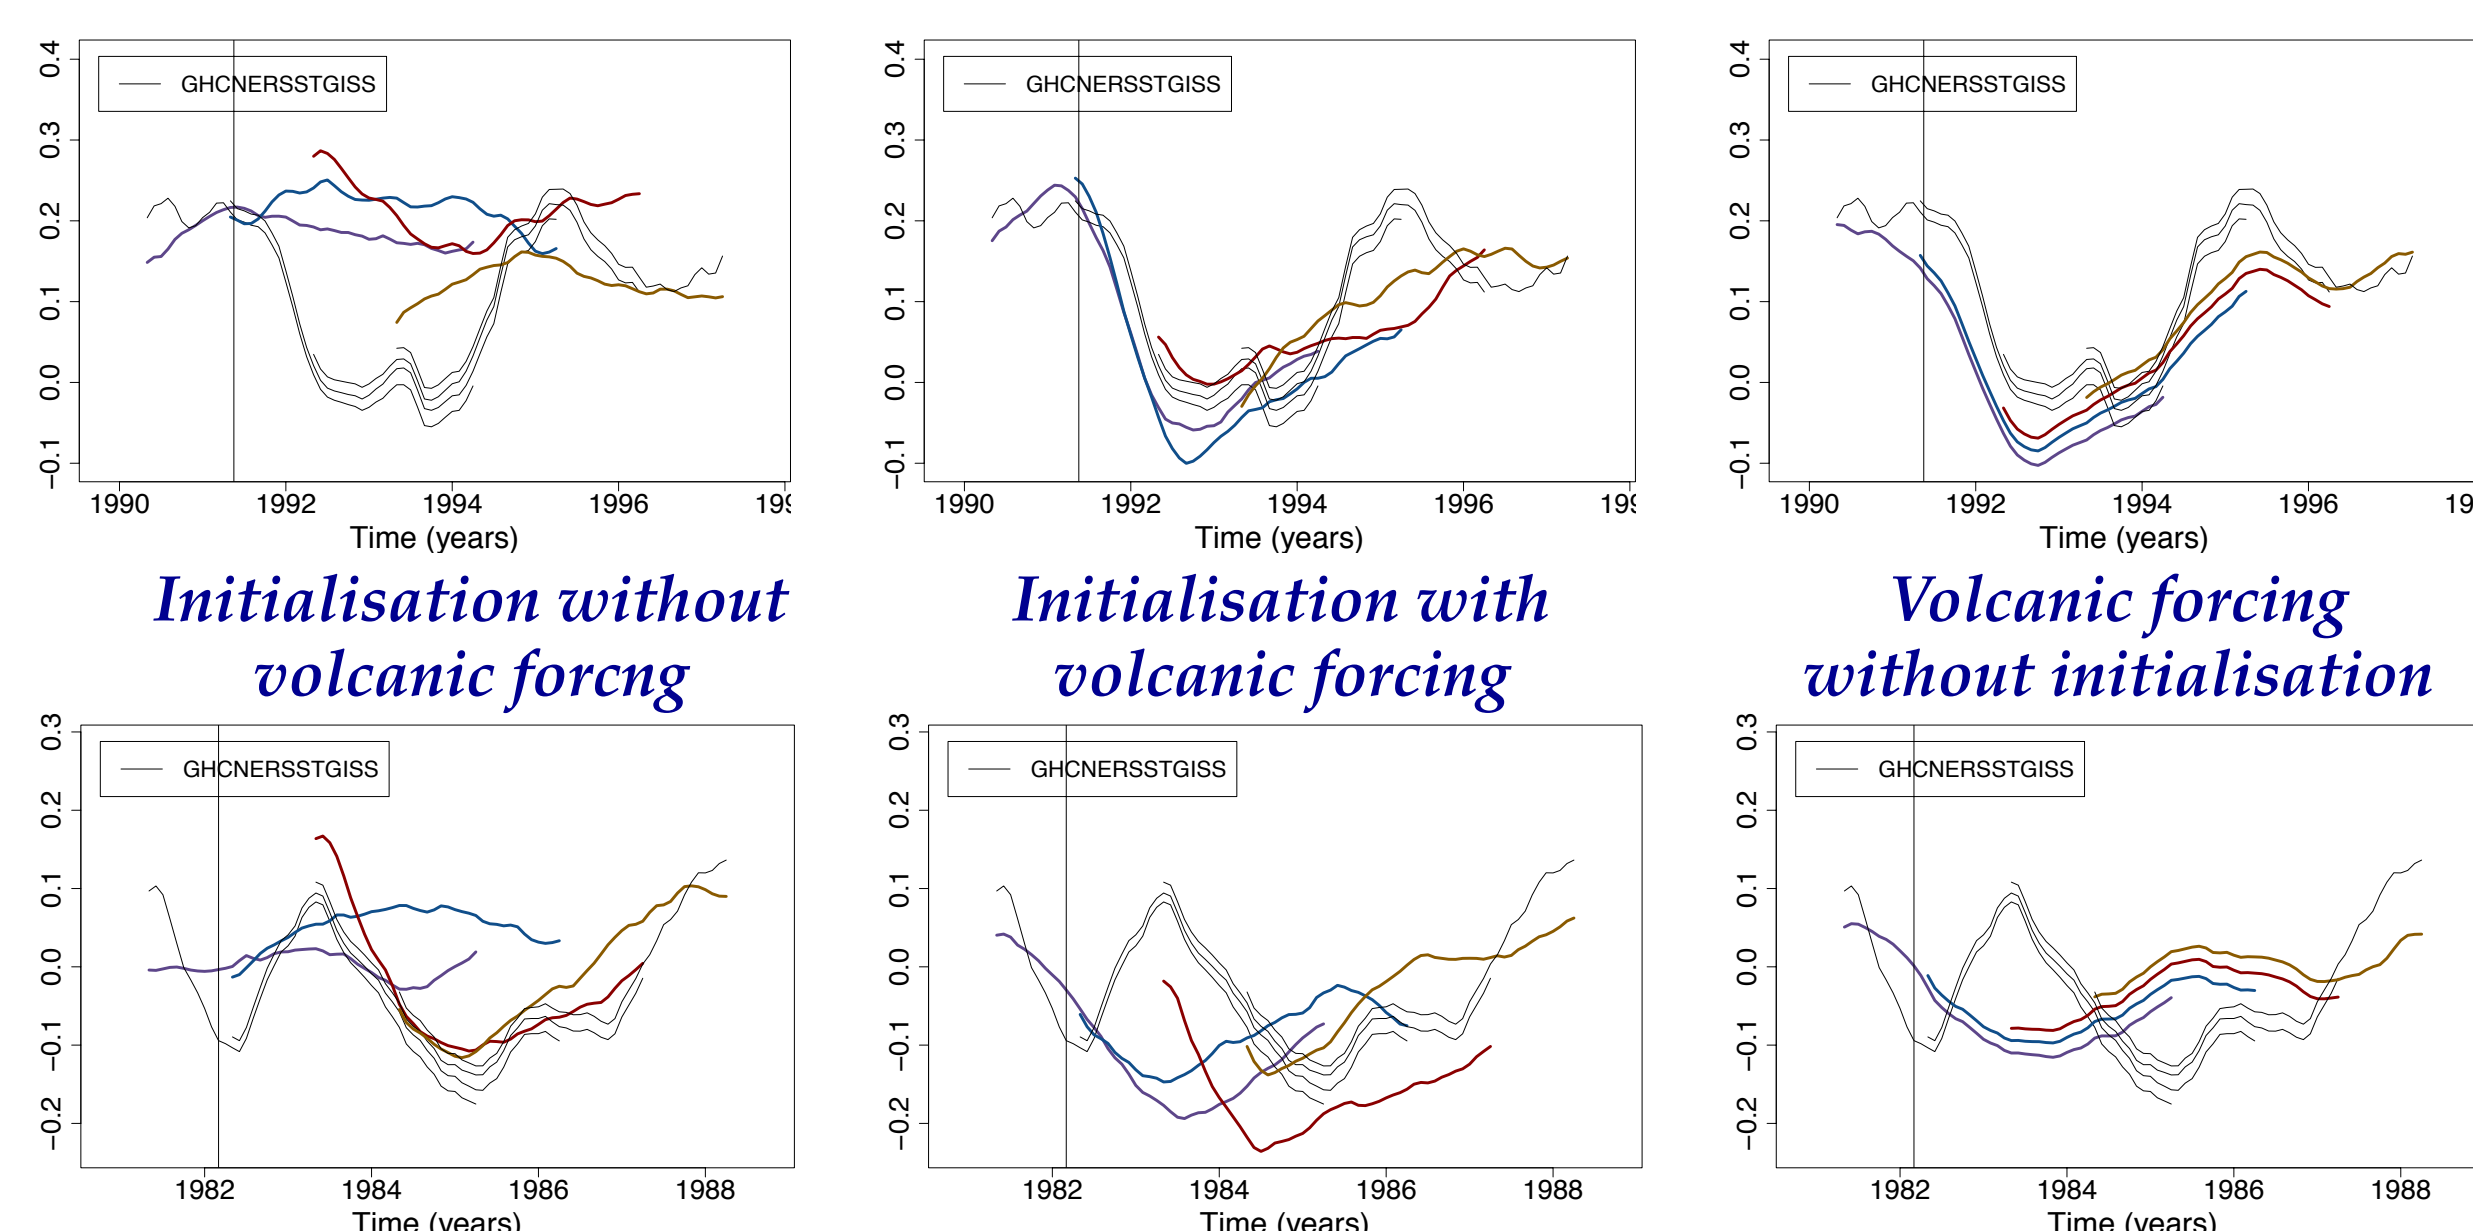 0.4 0.3 0.2 0.1 0.0 −0.1
GHCNERSSTGISS
1990 1992 1994 1996 199
Time (years)
0.4 0.3 0.2 0.1 0.0 −0.1
GHCNERSSTGISS
1990 1992 1994 1996 199
Time (years)
0.4 0.3 0.2 0.1 0.0 −0.1
GHCNERSSTGISS
1990 1992 1994 1996 19
Time (years)
Initialisation without
volcanic forcng
Initialisation with
volcanic forcing
Volcanic forcing
without initialisation
0.3 0.2 0.1 0.0 −0.1 −0.2
GHCNERSSTGISS
1982 1984 1986 1988
Time (years)
0.3 0.2 0.1 0.0 −0.1 −0.2
GHCNERSSTGISS
1982 1984 1986 1988
Time (years)
0.3 0.2 0.1 0.0 −0.1 −0.2
GHCNERSSTGISS
1982 1984 1986 1988
Time (years)